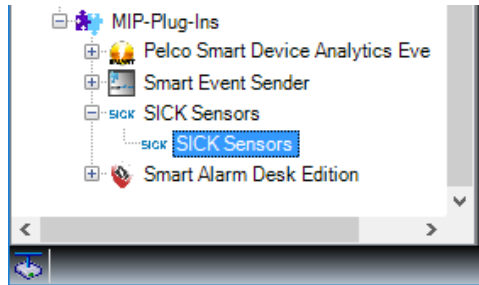 MIP-Plug-Ins
Pelco Smart Device Analytics Eve
Smart Event Sender
SICK SICK Sensors
SICK SICK Sensors
Smart Alarm Desk Edition